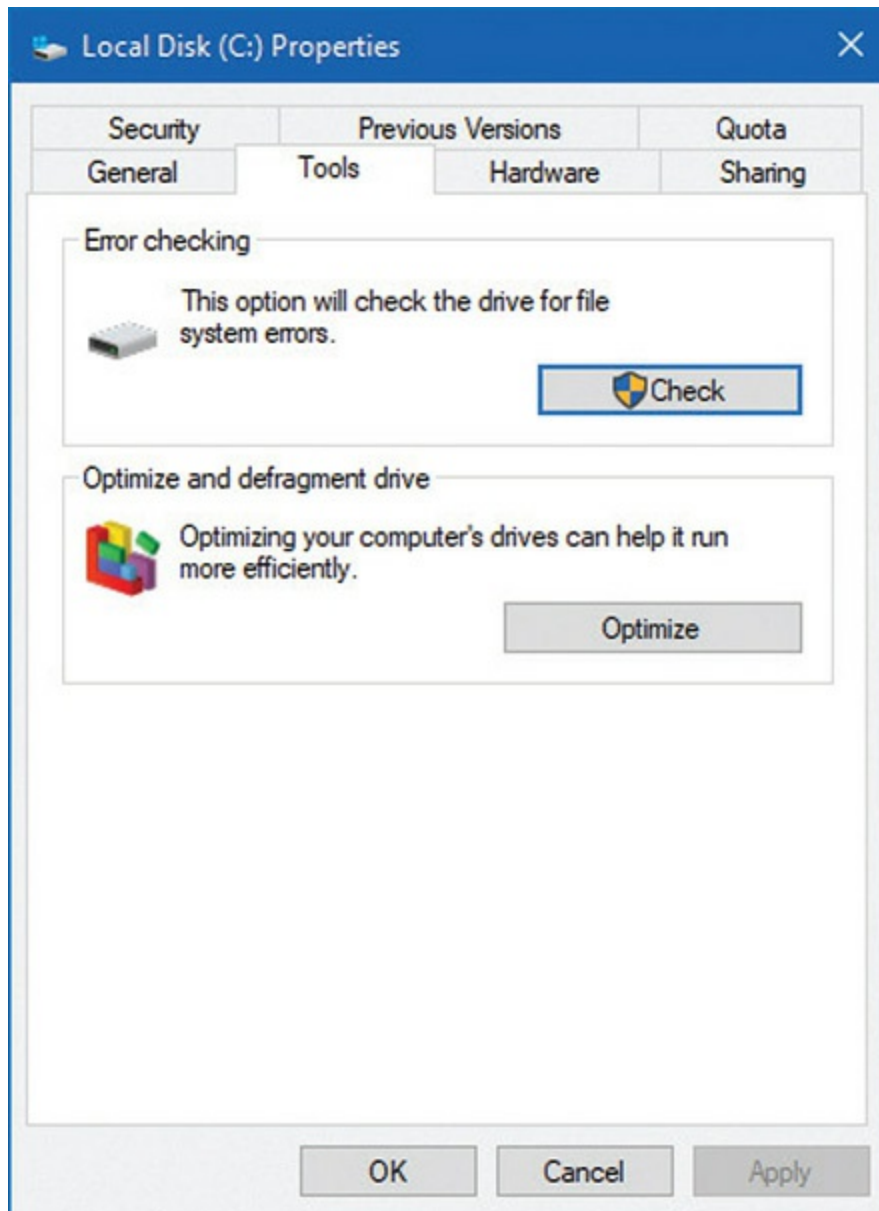 Local Disk (C:) Properties
Security Previous Versions Quota
General Tools Hardware Sharing
Error checking
This option will check the drive for file
system errors.
Check
Optimize and defragment drive
Optimizing your computer's drives can help it run
more efficiently.
Optimize
OK Cancel Apply